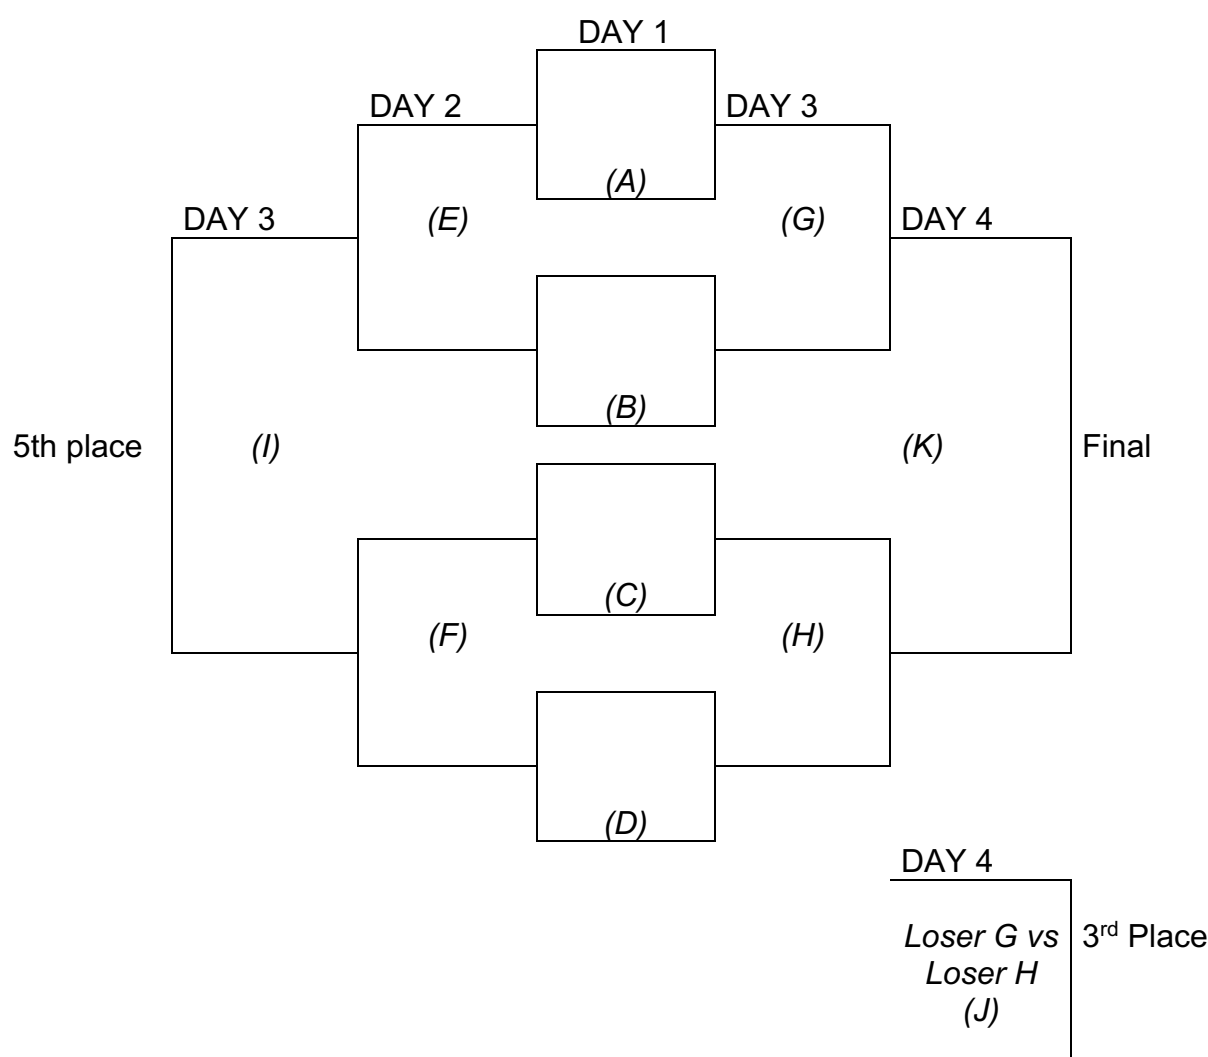 DAY 1
DAY 2
DAY 3
(A)
DAY 3
(E)
(G)
DAY 4
(B)
5th place
(I)
(K)
Final
(C)
(F)
(H)
(D)
DAY 4
Loser G vs
Loser H
(J)
3rd Place